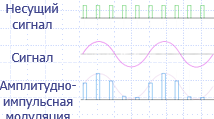 Несущий
сигнал
Сигнал
Амплитудно-
импульсная
модуляция